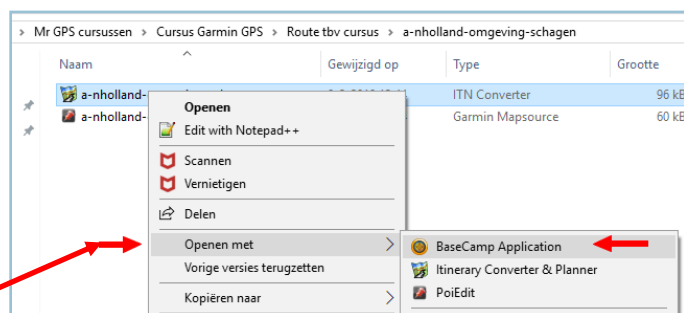 > Mr GPS cursussen > Cursus Garmin GPS > Route tbv cursus > a-nholland-omgeving-schagen
Naam Gewijzigd op Type Grootte
a-nholland- ITN Converter 96 kB
a-nholland- Garmin Mapsource 60 kB
Openen
Edit with Notepad++
Scannen
Vernietigen
Delen
Openen met
Vorige versies terugzetten
Kopiëren naar
BaseCamp Application
Itinerary Converter & Planner
PoiEdit